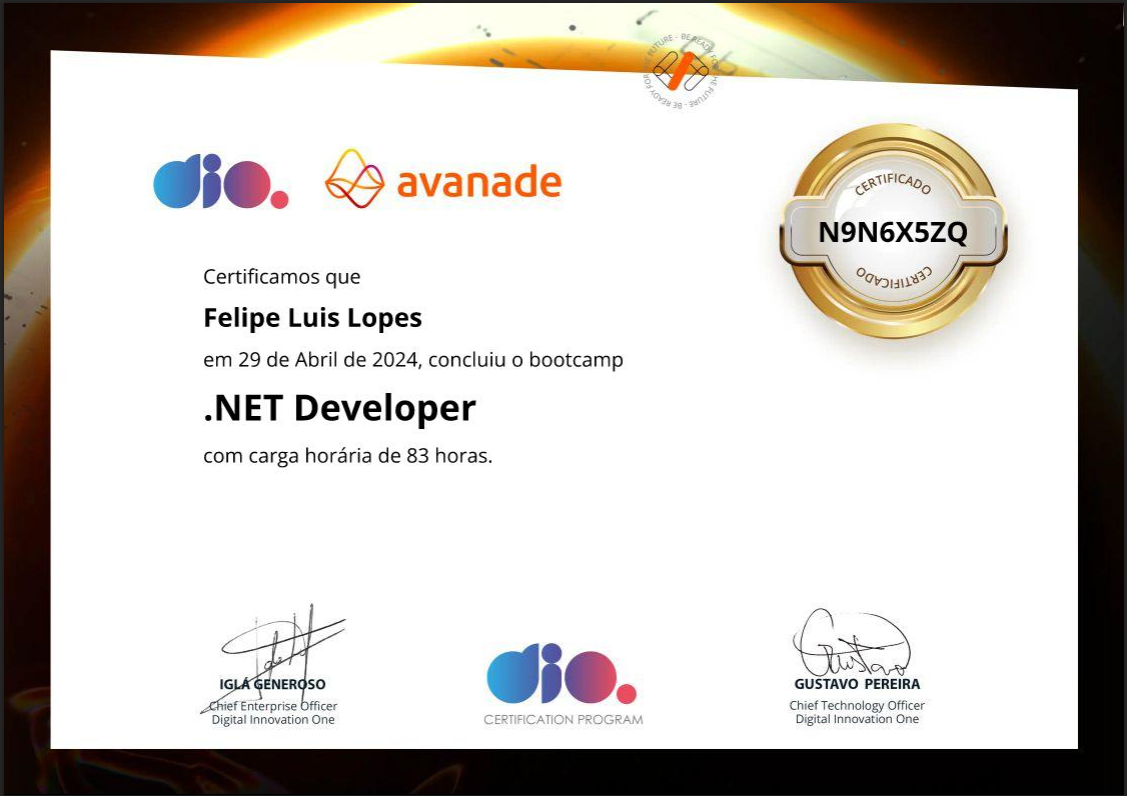 BE READY FOR THE FUTURE - BE READY FOR THE FUTURE -
dio.
avanade
CERTIFICADO
N9N6X5ZQ
CERTIFICADO
Certificamos que
Felipe Luis Lopes
em 29 de Abril de 2024, concluiu o bootcamp
.NET Developer
com carga horária de 83 horas.
IGLÁ GENEROSO
Chief Enterprise Officer
Digital Innovation One
dio.
CERTIFICATION PROGRAM
Gustavo
GUSTAVO PEREIRA
Chief Technology Officer
Digital Innovation One